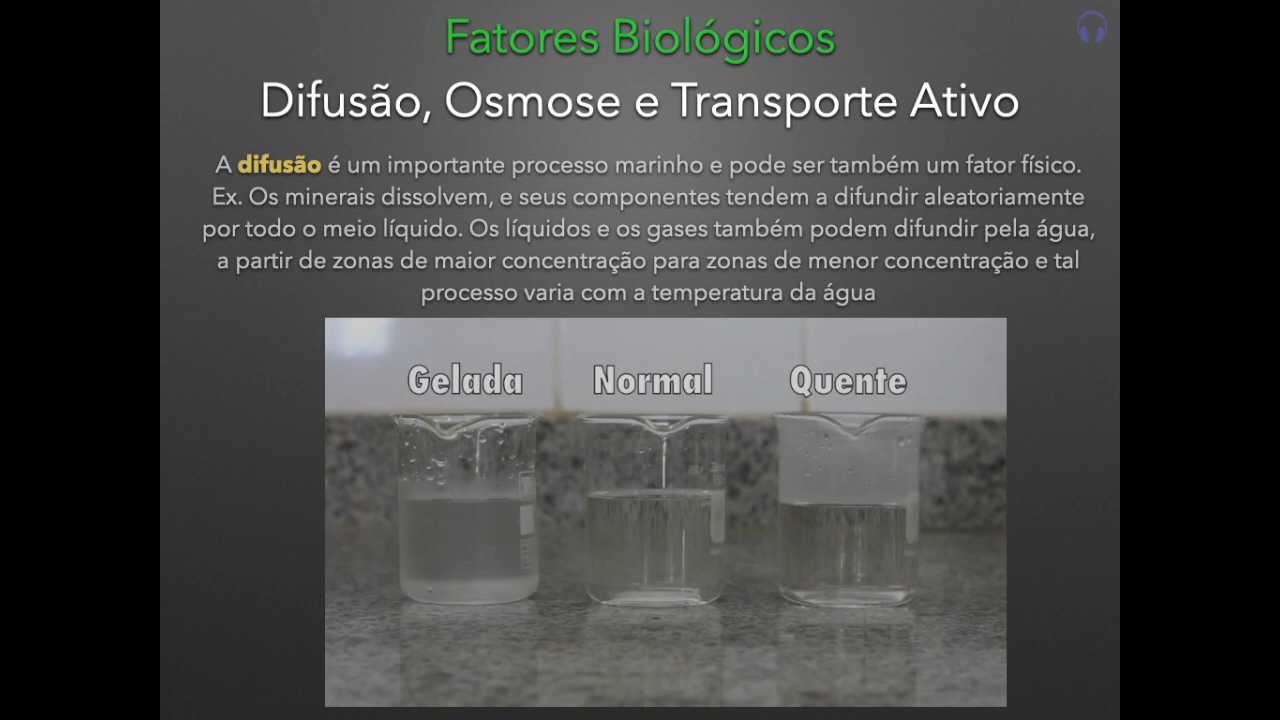 Fatores Biológicos
Difusão, Osmose e Transporte Ativo
A difusão é um importante processo marinho e pode ser também um fator físico.
Ex. Os minerais dissolvem, e seus componentes tendem a difundir aleatoriamente
por todo o meio líquido. Os líquidos e os gases também podem difundir pela água,
a partir de zonas de maior concentração para zonas de menor concentração e tal
processo varia com a temperatura da água
Gelada Normal Quente